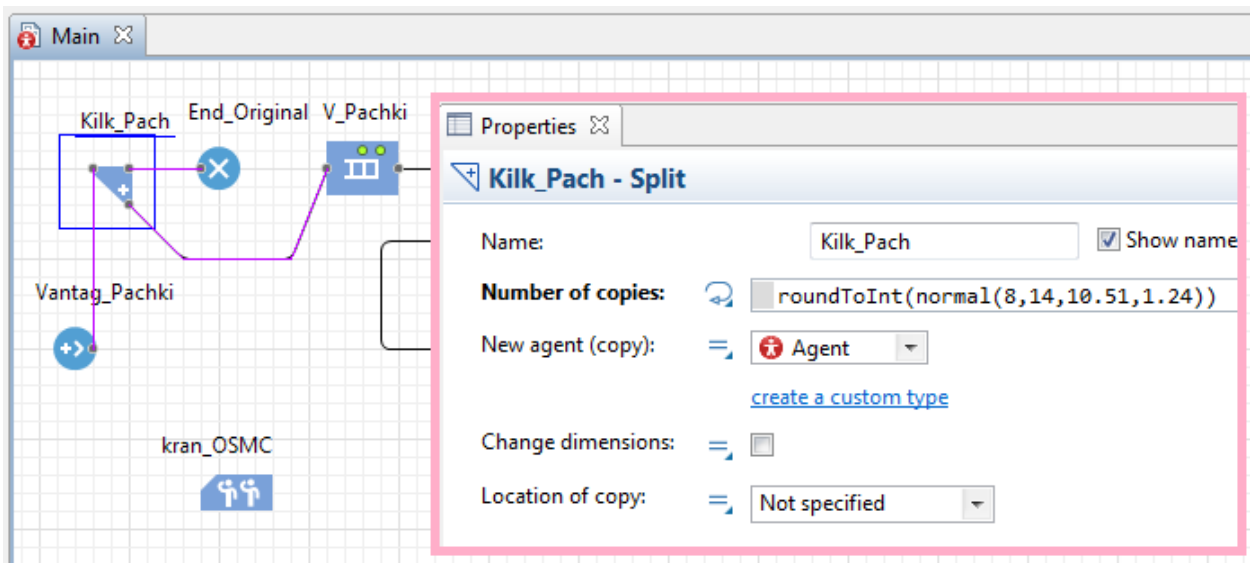 Main
Kilk_Pach
End_Original
V_Pachki
Vantag_Pachki
kran_OSMC
Properties
Kilk_Pach - Split
Name:
Kilk_Pach
Show name
Number of copies:
roundToInt(normal(8,14,10.51,1.24))
New agent (copy):
Agent
create a custom type
Change dimensions:
Location of copy:
Not specified